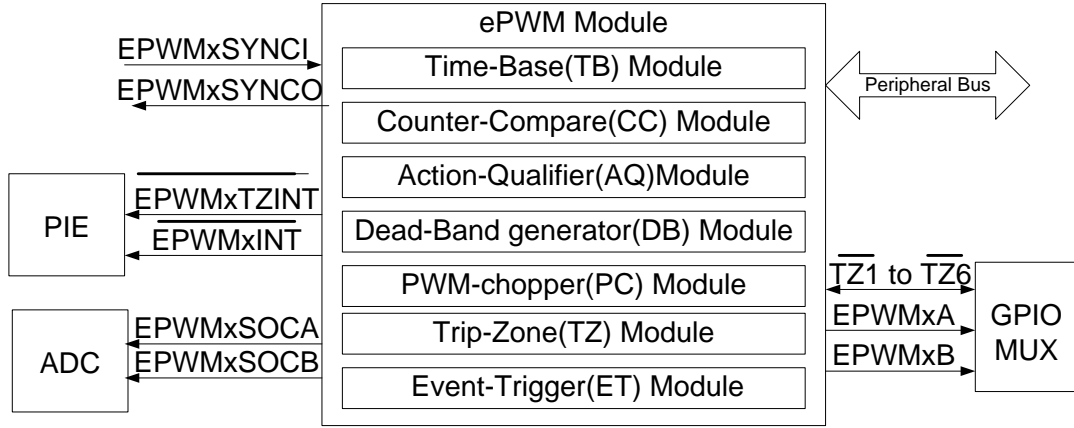 ePWM Module
EPWMxSYNCI
EPWMxSYNCO
Time-Base(TB) Module
Counter-Compare(CC) Module
Action-Qualifier(AQ)Module
Dead-Band generator(DB) Module
PWM-chopper(PC) Module
Trip-Zone(TZ) Module
Event-Trigger(ET) Module
Peripheral Bus
PIE
EPWMxTZINT
EPWMxINT
ADC
EPWMxSOCA
EPWMxSOCB
TZ1 to TZ6
EPWMxA
EPWMxB
GPIO
MUX